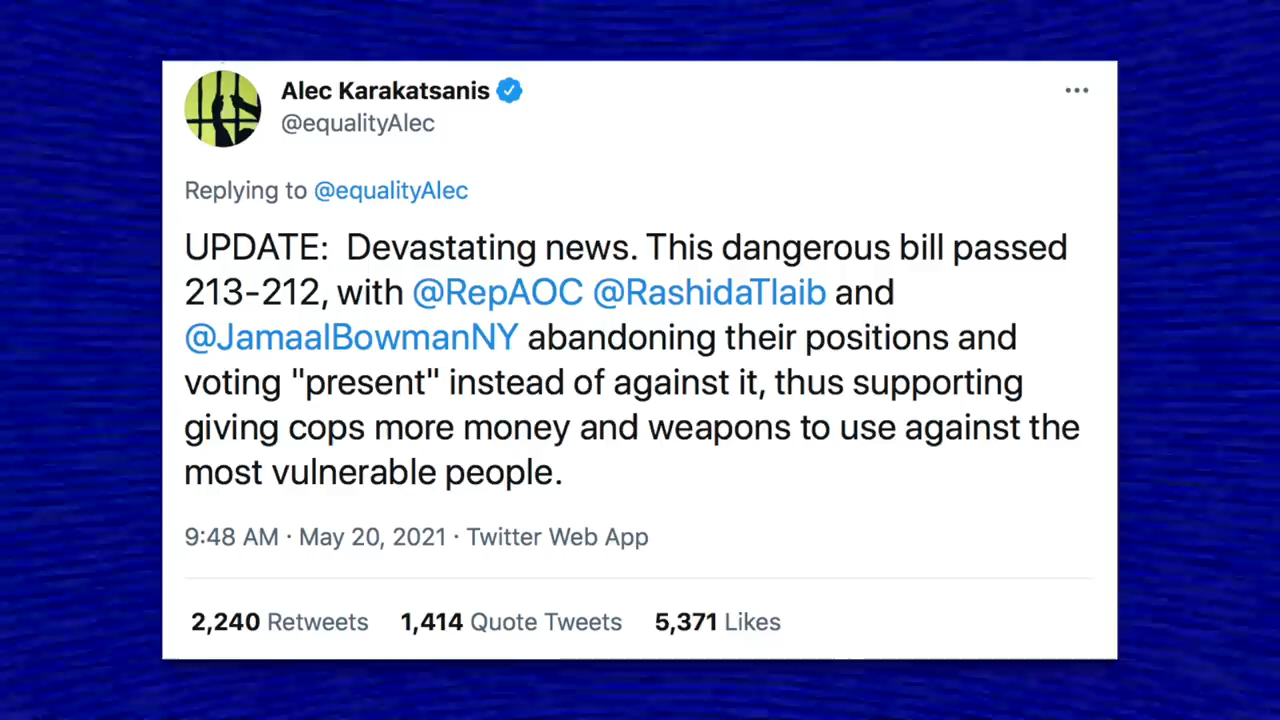 Alec Karakatsanis
@equalityAlec
Replying to @equalityAlec
UPDATE:  Devastating news. This dangerous bill passed
213-212, with @RepAOC @RashidaTlaib and
@JamaalBowmanNY abandoning their positions and
voting "present" instead of against it, thus supporting
giving cops more money and weapons to use against the
most vulnerable people.
9:48 AM · May 20, 2021 · Twitter Web App
2,240 Retweets 1,414 Quote Tweets 5,371 Likes